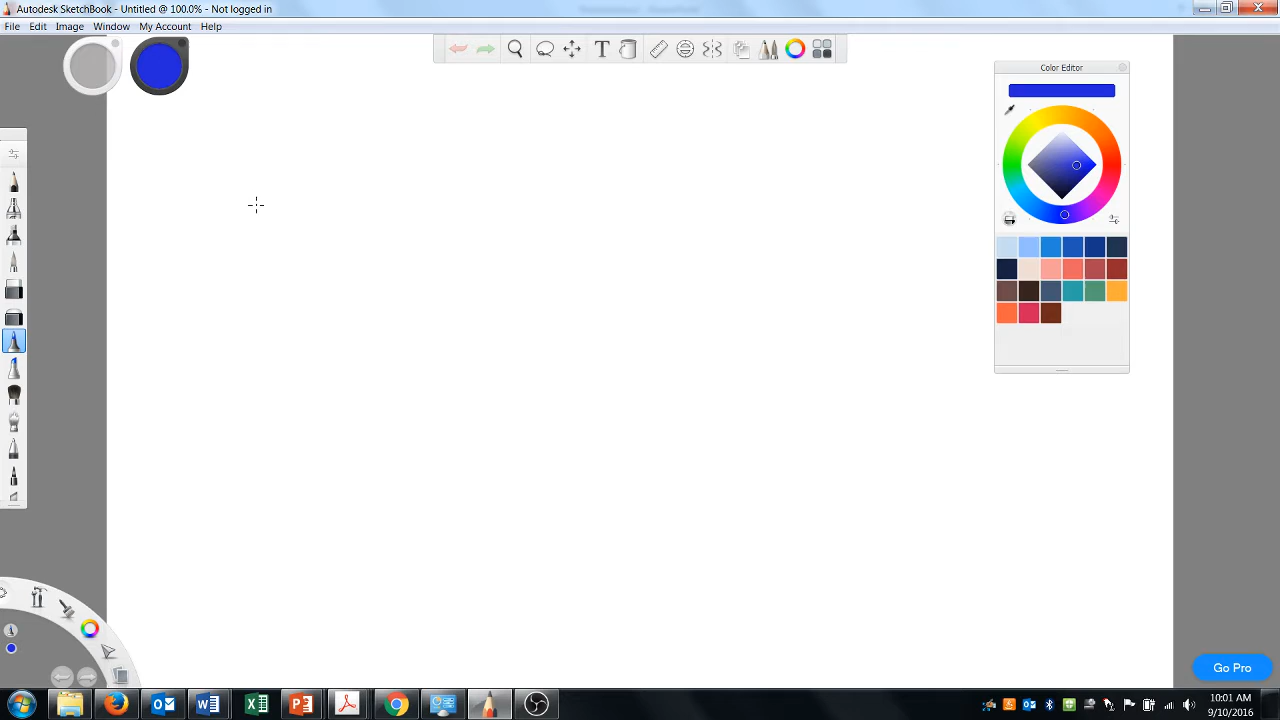 Autodesk SketchBook - Untitled @ 100.0% - Not logged in
File Edit Image Window My Account Help
T
Color Editor
Go Pro
10:01 AM
9/10/2016